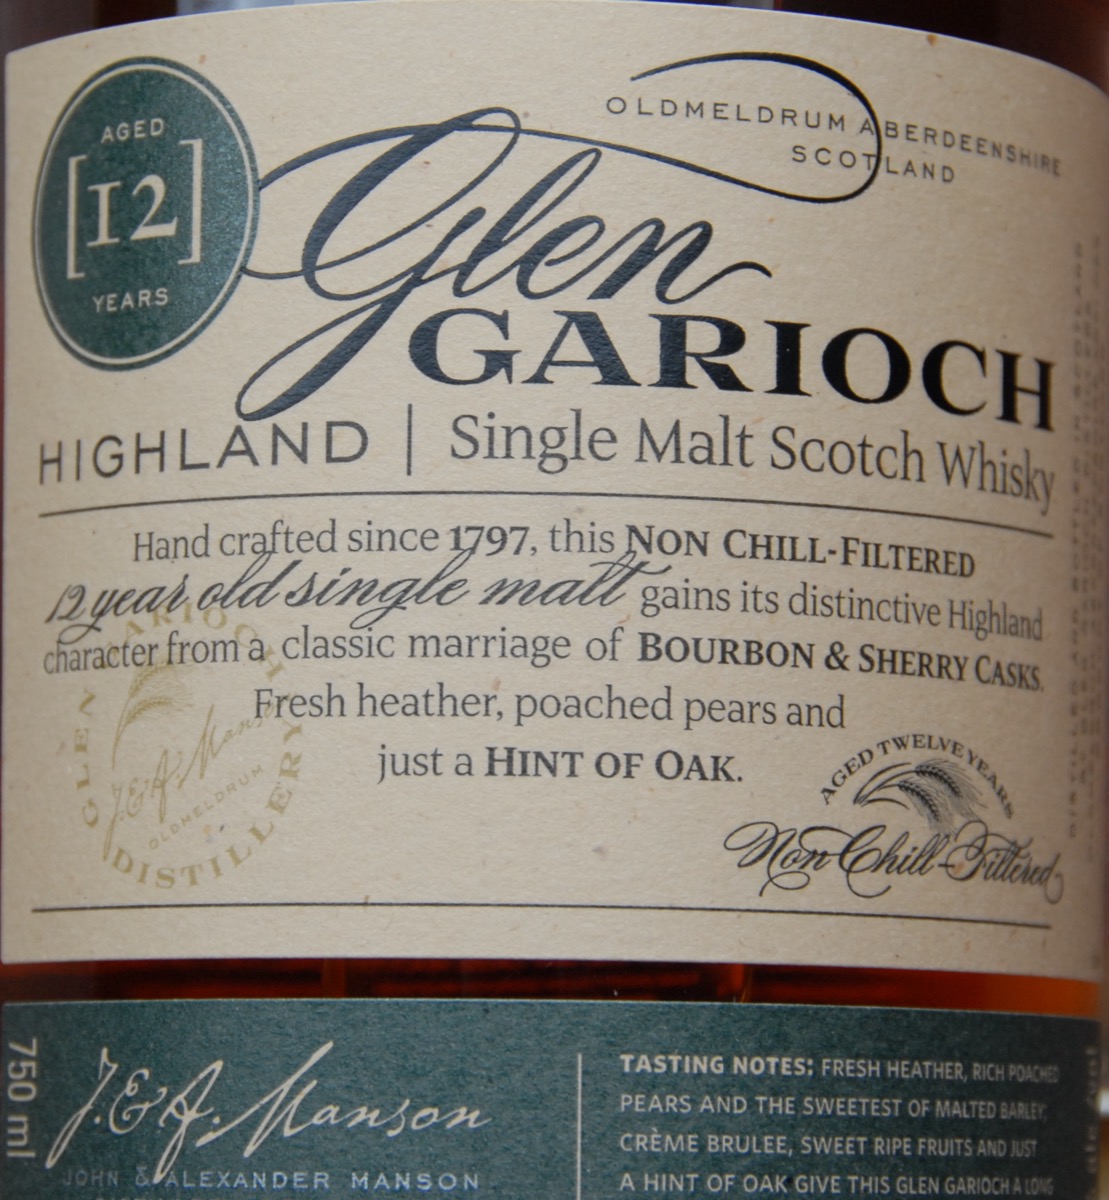 AGED
[12]
YEARS
OLDMELDRUM ABERDEENSHIRE
SCOTLAND
Glen
GARIOCH
HIGHLAND | Single Malt Scotch Whisky
Hand crafted since 1797, this NON CHILL-FILTERED
12 year old single malt gains its distinctive Highland
character from a classic marriage of BOURBON & SHERRY CASKS.
Fresh heather, poached pears and
just a HINT OF OAK.
GLEN GARIOCH
J.&A. Manson
OLDMELDRUM
DISTILLERY
AGED TWELVE YEARS
Non Chill-Filtered
750 ml
J.&A. Manson
JOHN & ALEXANDER MANSON
TASTING NOTES: FRESH HEATHER, RICH POACHED
PEARS AND THE SWEETEST OF MALTED BARLEY,
CRÈME BRULEE, SWEET RIPE FRUITS AND JUST
A HINT OF OAK GIVE THIS GLEN GARIOCH A LONG